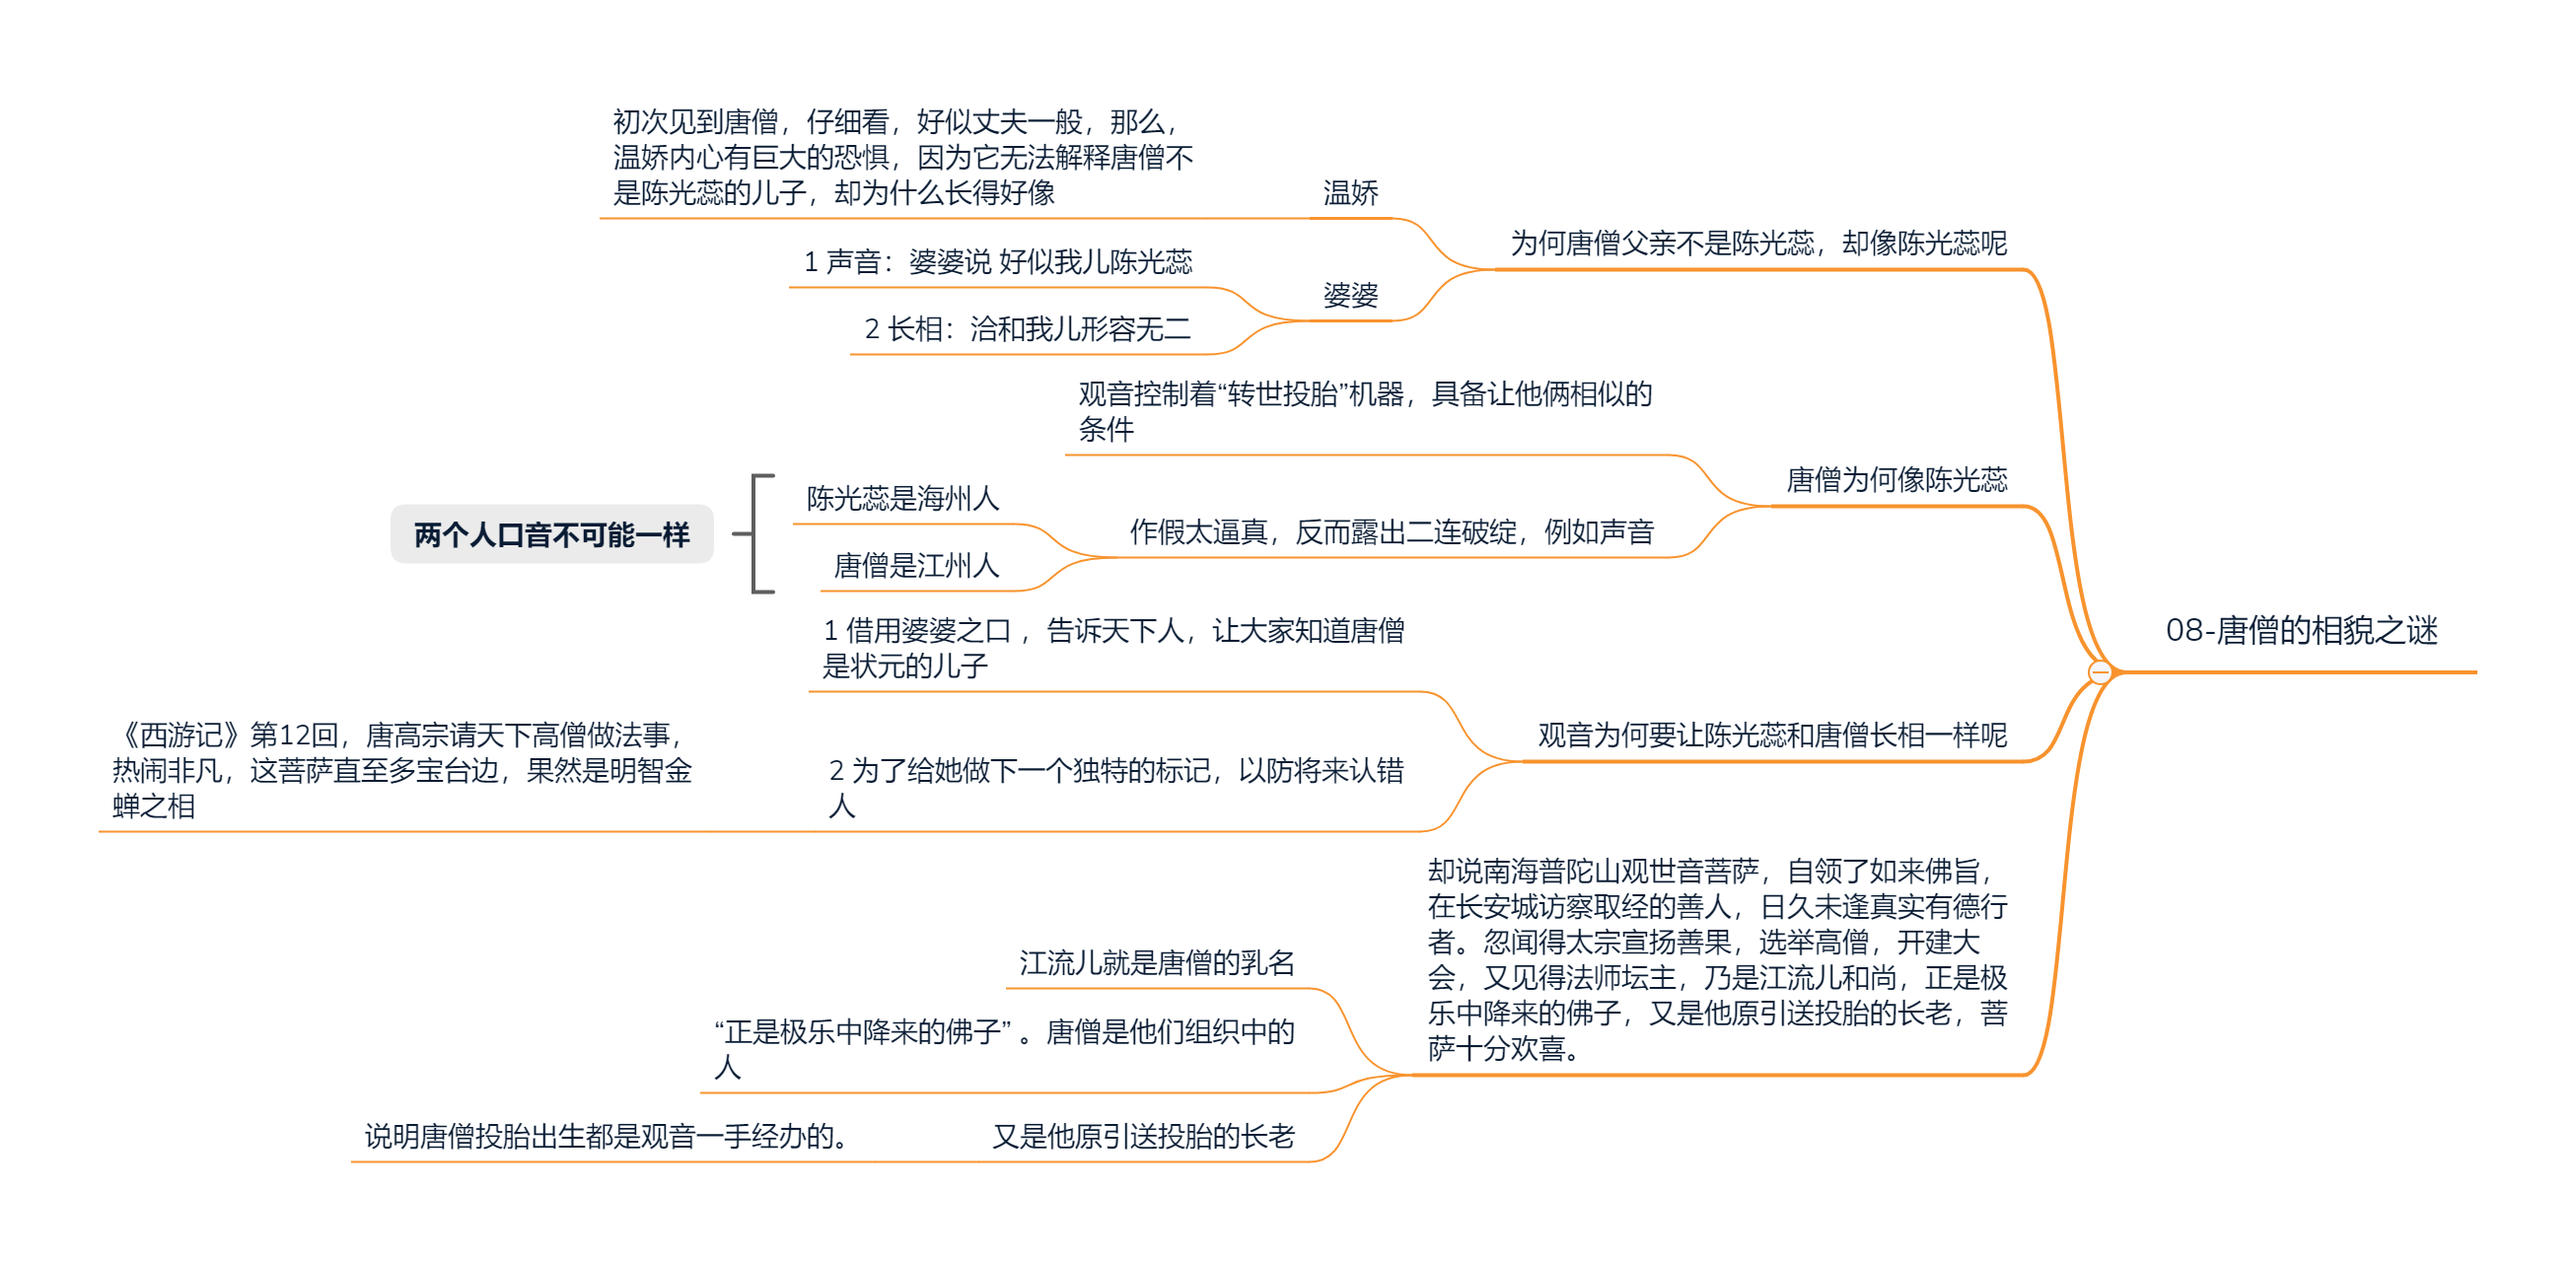 08-唐僧的相貌之谜
为何唐僧父亲不是陈光蕊，却像陈光蕊呢
温娇
初次见到唐僧，仔细看，好似丈夫一般，那么，
温娇内心有巨大的恐惧，因为它无法解释唐僧不
是陈光蕊的儿子，却为什么长得好像
婆婆
1 声音：婆婆说 好似我儿陈光蕊
2 长相：洽和我儿形容无二
唐僧为何像陈光蕊
观音控制着“转世投胎”机器，具备让他俩相似的
条件
作假太逼真，反而露出二连破绽，例如声音
陈光蕊是海州人
唐僧是江州人
两个人口音不可能一样
观音为何要让陈光蕊和唐僧长相一样呢
1 借用婆婆之口 ，告诉天下人，让大家知道唐僧
是状元的儿子
2 为了给她做下一个独特的标记，以防将来认错
人
《西游记》第12回，唐高宗请天下高僧做法事，
热闹非凡，这菩萨直至多宝台边，果然是明智金
蝉之相
却说南海普陀山观世音菩萨，自领了如来佛旨，
在长安城访察取经的善人，日久未逢真实有德行
者。忽闻得太宗宣扬善果，选举高僧，开建大
会，又见得法师坛主，乃是江流儿和尚，正是极
乐中降来的佛子，又是他原引送投胎的长老，菩
萨十分欢喜。
江流儿就是唐僧的乳名
“正是极乐中降来的佛子” 。唐僧是他们组织中的
人
又是他原引送投胎的长老
说明唐僧投胎出生都是观音一手经办的。